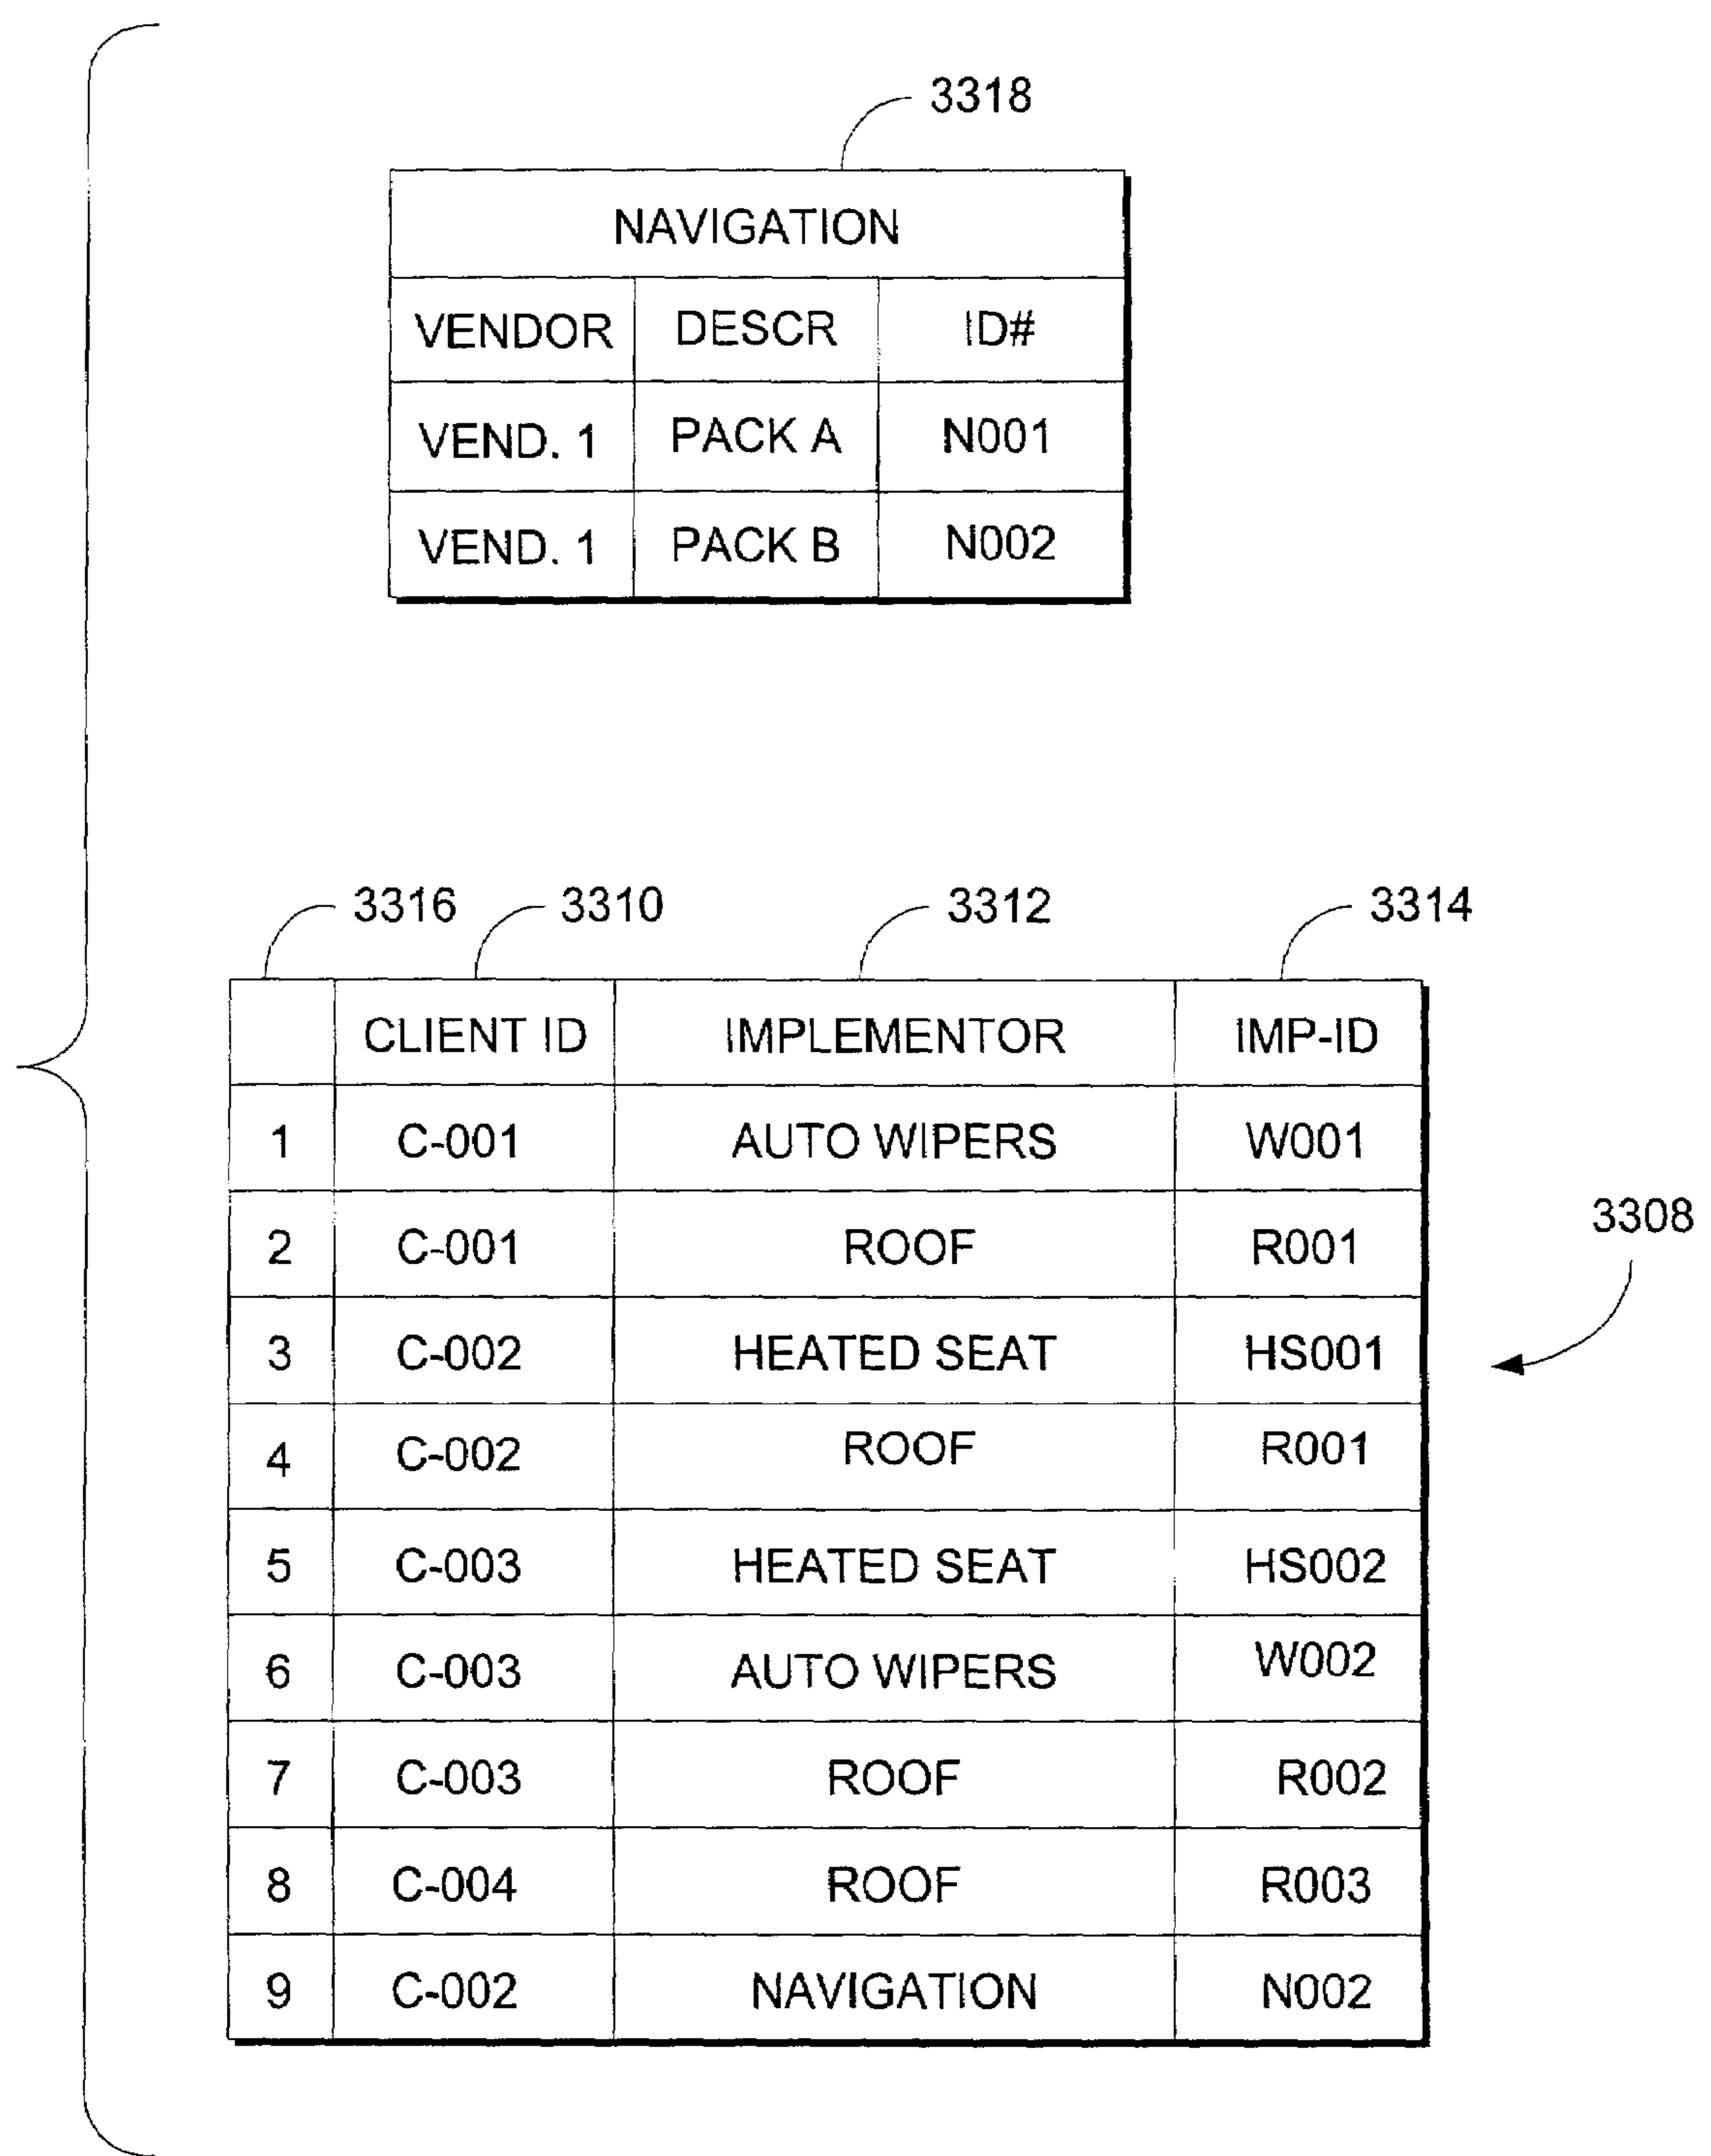 3318
NAVIGATION
VENDOR DESCR ID#
VEND. 1 PACK A N001
VEND. 1 PACK B N002
3316 3310 3312 3314
CLIENT ID IMPLEMENTOR IMP-ID
1 C-001 AUTO WIPERS W001
2 C-001 ROOF R001
3 C-002 HEATED SEAT HS001
4 C-002 ROOF R001
5 C-003 HEATED SEAT HS002
6 C-003 AUTO WIPERS W002
7 C-003 ROOF R002
8 C-004 ROOF R003
9 C-002 NAVIGATION N002
3308